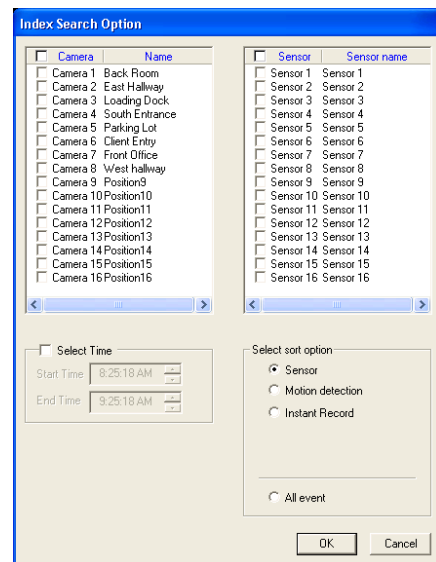 Index Search Option
Camera Name
Camera 1 Back Room
Camera 2 East Hallway
Camera 3 Loading Dock
Camera 4 South Entrance
Camera 5 Parking Lot
Camera 6 Client Entry
Camera 7 Front Office
Camera 8 West hallway
Camera 9 Position9
Camera 10 Position10
Camera 11 Position11
Camera 12 Position12
Camera 13 Position13
Camera 14 Position14
Camera 15 Position15
Camera 16 Position16
Sensor Sensor name
Sensor 1 Sensor 1
Sensor 2 Sensor 2
Sensor 3 Sensor 3
Sensor 4 Sensor 4
Sensor 5 Sensor 5
Sensor 6 Sensor 6
Sensor 7 Sensor 7
Sensor 8 Sensor 8
Sensor 9 Sensor 9
Sensor 10 Sensor 10
Sensor 11 Sensor 11
Sensor 12 Sensor 12
Sensor 13 Sensor 13
Sensor 14 Sensor 14
Sensor 15 Sensor 15
Sensor 16 Sensor 16
Select Time
Start Time 8:25:18 AM
End Time 9:25:18 AM
Select sort option
Sensor
Motion detection
Instant Record
All event
OK Cancel